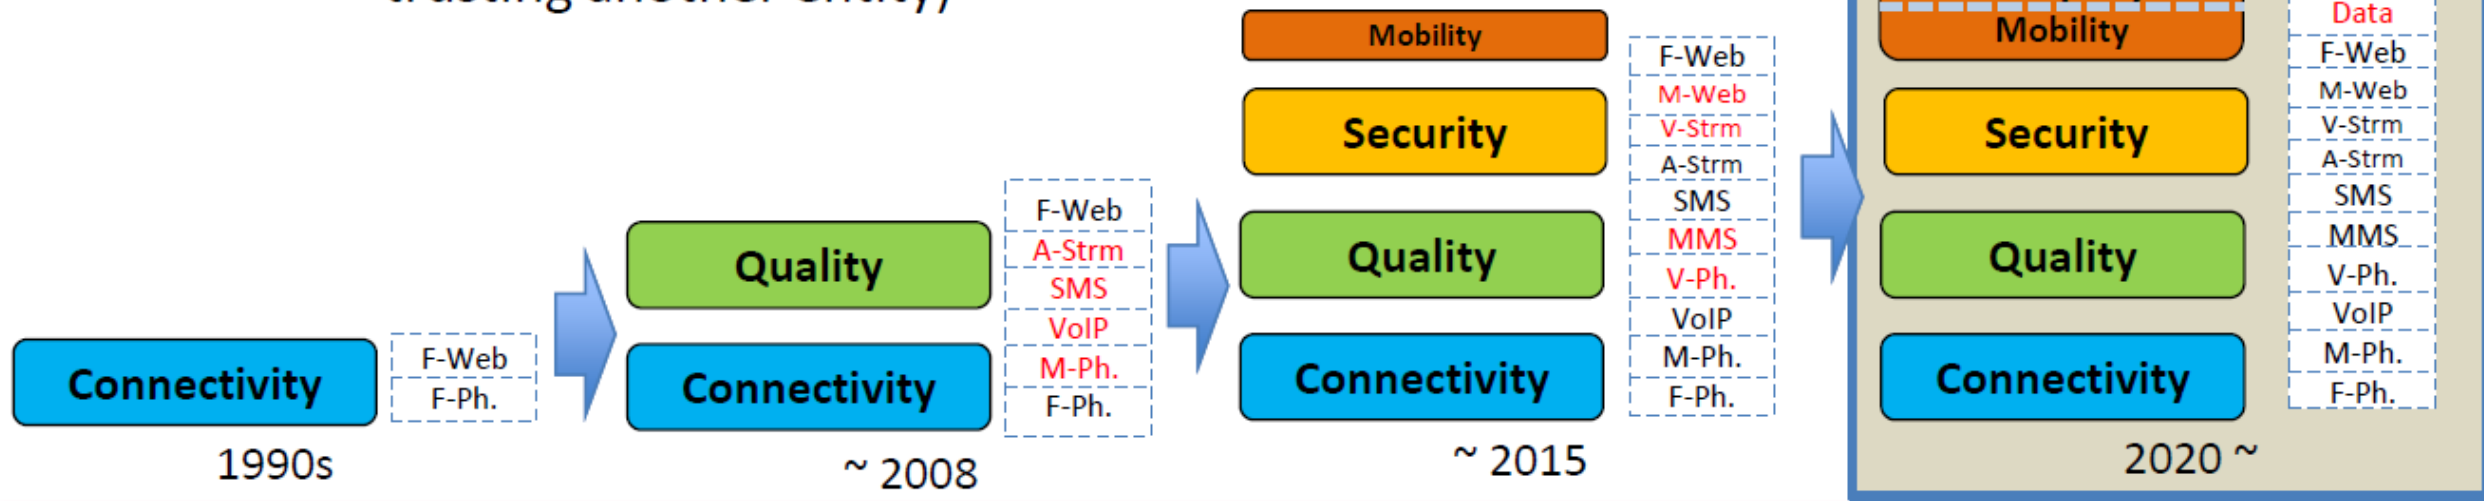 Connectivity
F-Web
F-Ph.
1990s
Quality
Connectivity
F-Web
A-Strm
SMS
VoIP
M-Ph.
F-Ph.
~ 2008
Mobility
Security
Quality
Connectivity
F-Web
M-Web
V-Strm
A-Strm
SMS
MMS
V-Ph.
VoIP
M-Ph.
F-Ph.
~ 2015
Mobility
Security
Quality
Connectivity
Data
F-Web
M-Web
V-Strm
A-Strm
SMS
MMS
V-Ph.
VoIP
M-Ph.
F-Ph.
2020 ~